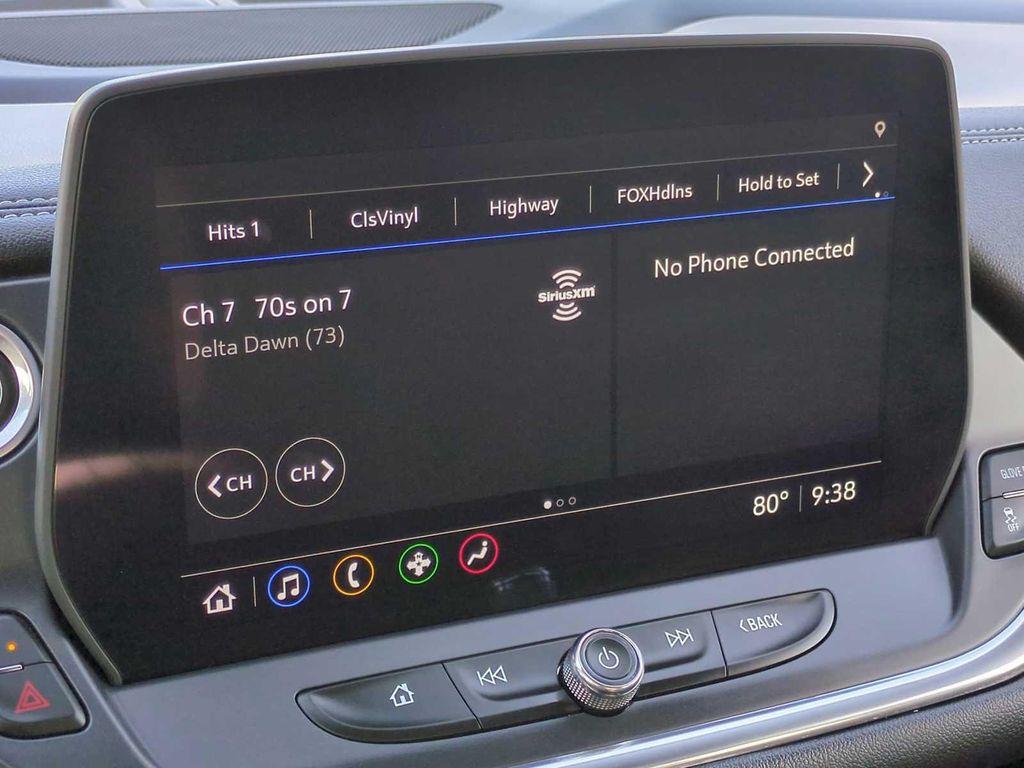 Hits 1 ClsVinyl Highway FOXHdlns Hold to Set
Ch 7 70s on 7
Delta Dawn (73)
SiriusXM
No Phone Connected
CH CH
80° 9:38
BACK
GLOVE
OFF